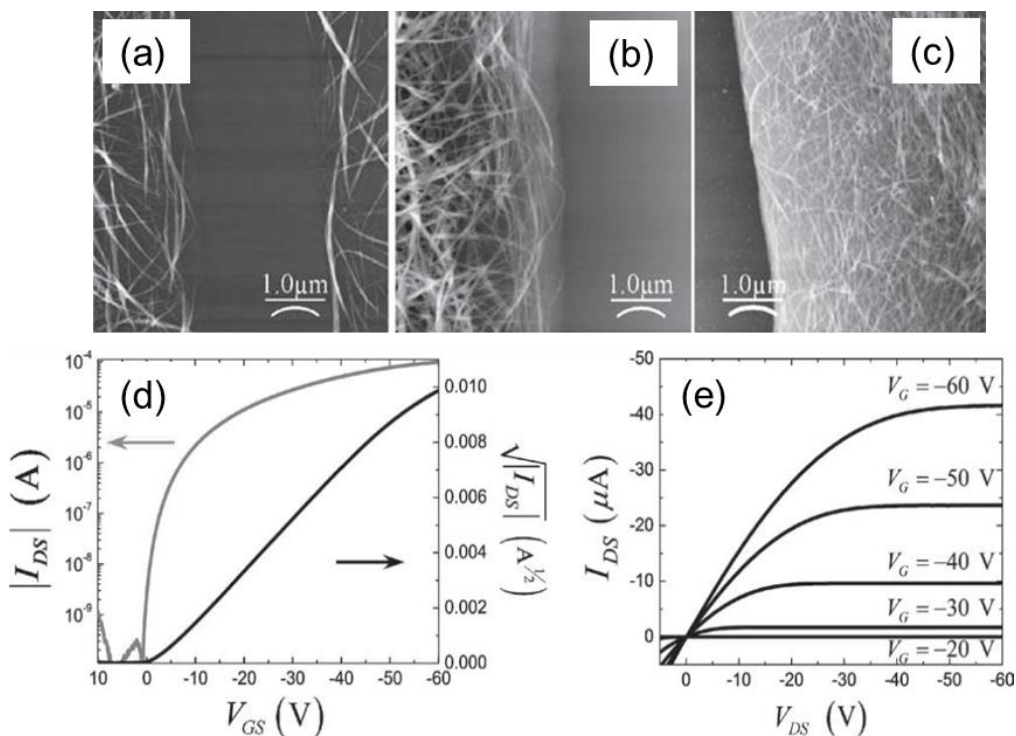 (a)
(b)
(c)
1.0μm
1.0μm
1.0μm
(d)
10⁻⁴
10⁻⁵
10⁻⁶
10⁻⁷
10⁻⁸
10⁻⁹
|I_DS| (A)
0.010
0.008
0.006
0.004
0.002
0.000
√|I_DS| (A^½)
10 0 -10 -20 -30 -40 -50 -60
V_GS (V)
(e)
-50
-40
-30
-20
-10
0
I_DS (μA)
V_G = −60 V
V_G = −50 V
V_G = −40 V
V_G = −30 V
V_G = −20 V
0 -10 -20 -30 -40 -50 -60
V_DS (V)